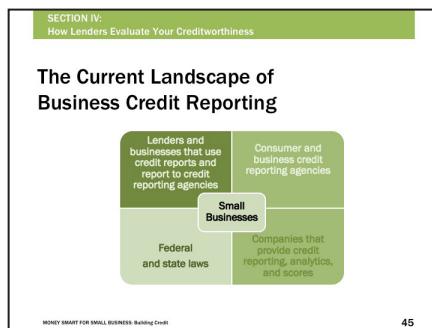 SECTION IV:
How Lenders Evaluate Your Creditworthiness
The Current Landscape of
Business Credit Reporting
Lenders and
businesses that use
credit reports and
report to credit
reporting agencies
Consumer and
business credit
reporting agencies
Small
Businesses
Federal
and state laws
Companies that
provide credit
reporting, analytics,
and scores
MONEY SMART FOR SMALL BUSINESS: Building Credit
45